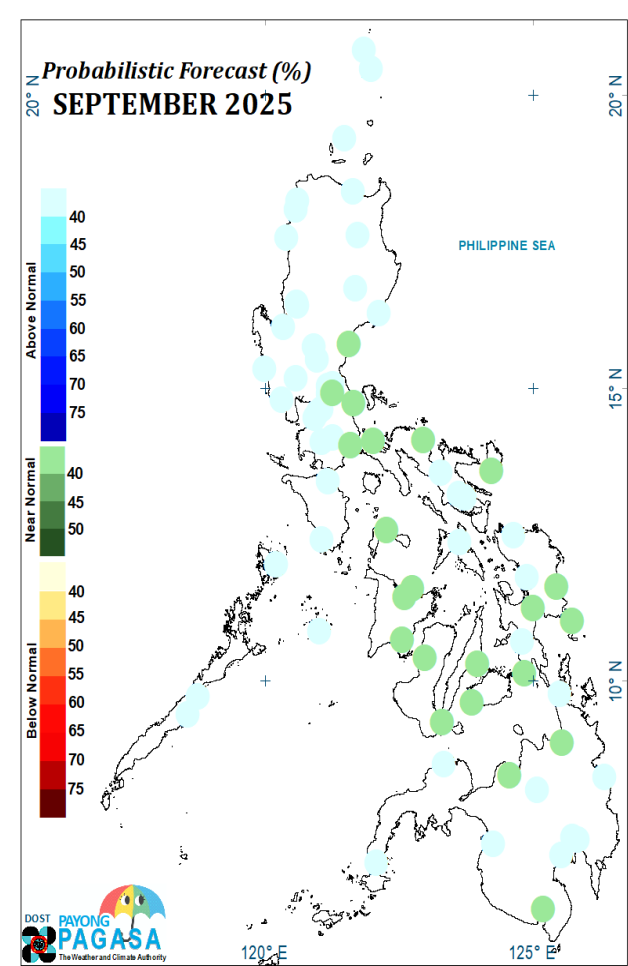 Probabilistic Forecast (%)
SEPTEMBER 2025
20° N
20° N
PHILIPPINE SEA
Above Normal
40
45
50
55
60
65
70
75
15° N
Near Normal
40
45
50
Below Normal
40
45
50
55
60
65
70
75
10° N
DOST
PAYONG
PAGASA
The Weather and Climate Authority
120° E
125° E